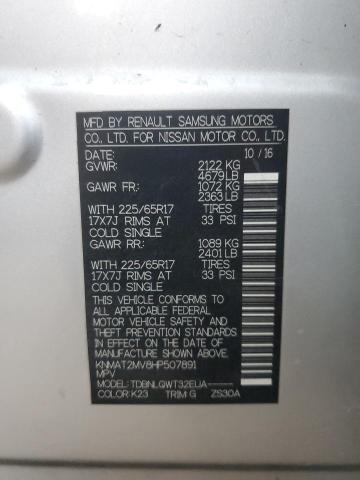 MFD BY RENAULT SAMSUNG MOTORS
CO., LTD. FOR NISSAN MOTOR CO., LTD.
DATE: 10 / 16
GVWR: 2122 KG
4679 LB
GAWR FR: 1072 KG
2363 LB
WITH 225/65R17 TIRES
17X7J RIMS AT 33 PSI
COLD SINGLE
GAWR RR: 1089 KG
2401 LB
WITH 225/65R17 TIRES
17X7J RIMS AT 33 PSI
COLD SINGLE
THIS VEHICLE CONFORMS TO
ALL APPLICABLE FEDERAL
MOTOR VEHICLE SAFETY
AND THEFT PREVENTION
STANDARDS IN EFFECT ON
THE DATE OF MANUFACTURE
SHOWN ABOVE.
KNMAT2MV8HP507891
MPV
MODEL: TDBNLQWT32EUA-----
COLOR K23 TRIM G ZS30A